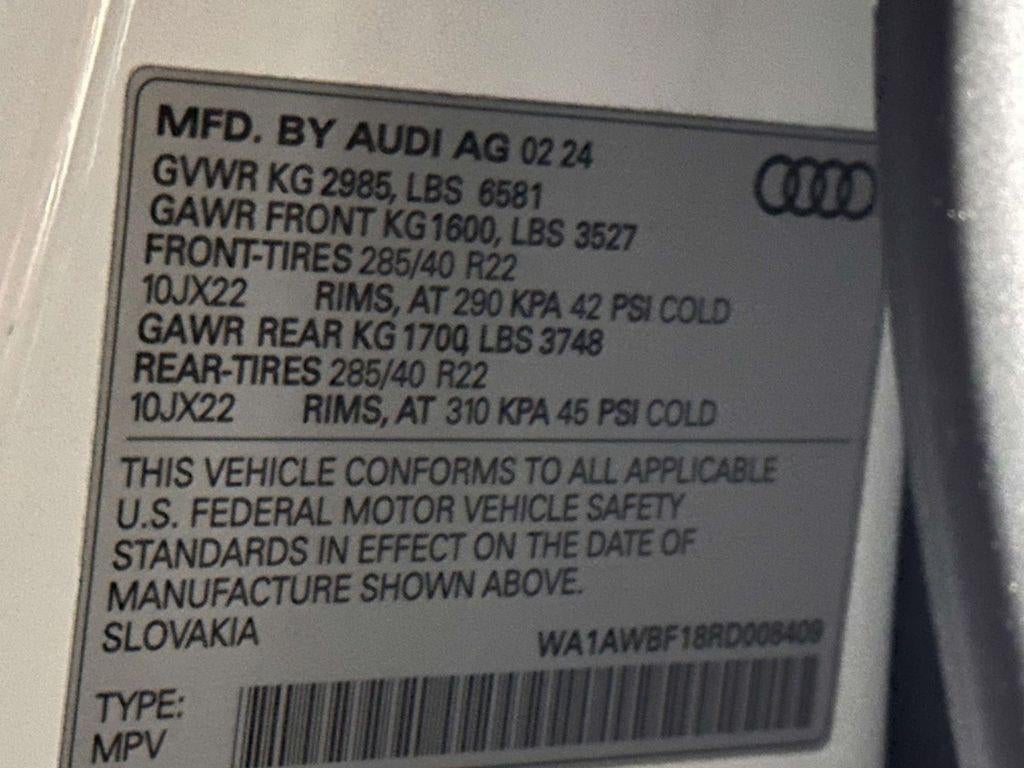 MFD. BY AUDI AG 02 24
GVWR KG 2985, LBS 6581
GAWR FRONT KG 1600, LBS 3527
FRONT-TIRES 285/40 R22
10JX22 RIMS, AT 290 KPA 42 PSI COLD
GAWR REAR KG 1700, LBS 3748
REAR-TIRES 285/40 R22
10JX22 RIMS, AT 310 KPA 45 PSI COLD
THIS VEHICLE CONFORMS TO ALL APPLICABLE
U.S. FEDERAL MOTOR VEHICLE SAFETY
STANDARDS IN EFFECT ON THE DATE OF
MANUFACTURE SHOWN ABOVE.
SLOVAKIA
WA1AWBF18RD008409
TYPE:
MPV